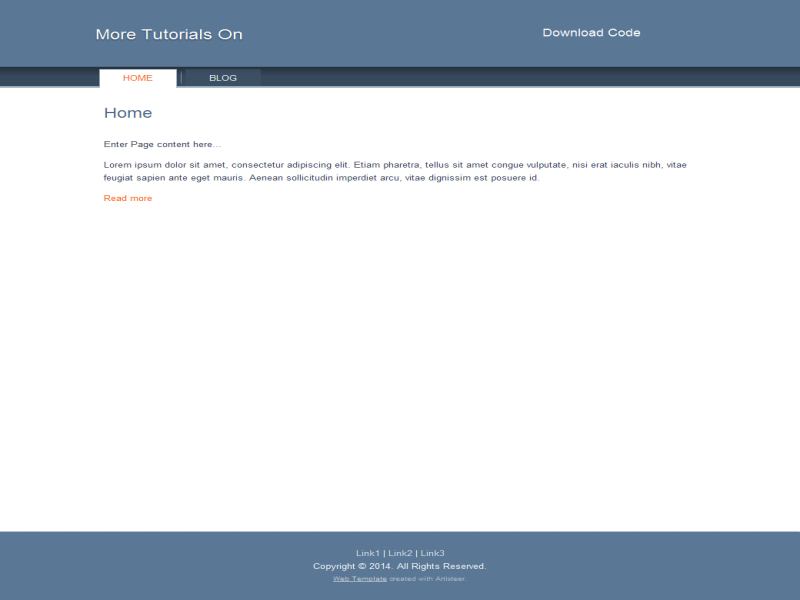 More Tutorials On
Download Code
HOME | BLOG
Home
Enter Page content here...
Lorem ipsum dolor sit amet, consectetur adipiscing elit. Etiam pharetra, tellus sit amet congue vulputate, nisi erat iaculis nibh, vitae
feugiat sapien ante eget mauris. Aenean sollicitudin imperdiet arcu, vitae dignissim est posuere id.
Read more
Link1 | Link2 | Link3
Copyright © 2014. All Rights Reserved.
Web Template created with Artisteer.